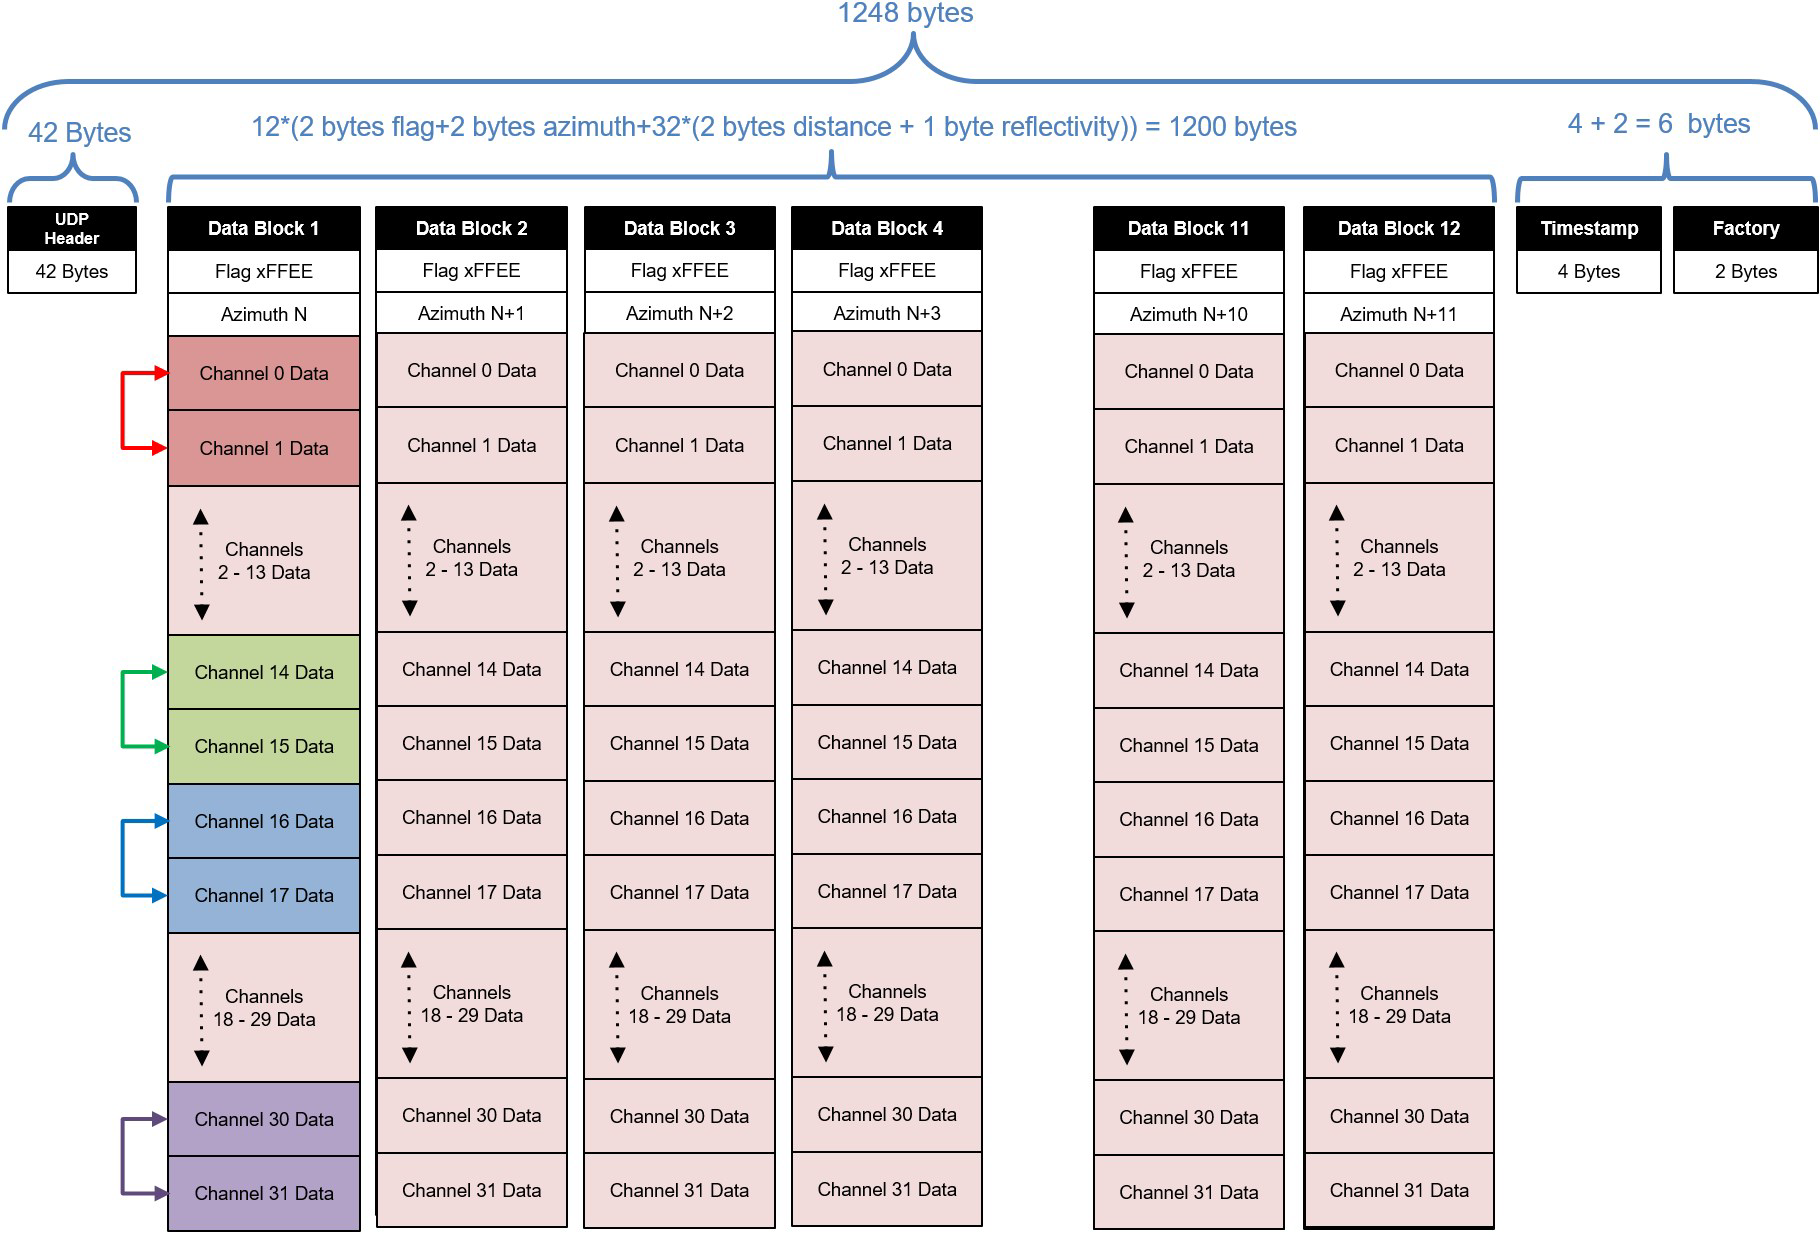 1248 bytes
42 Bytes
12*(2 bytes flag+2 bytes azimuth+32*(2 bytes distance + 1 byte reflectivity)) = 1200 bytes
4 + 2 = 6 bytes
UDP
Header
42 Bytes
Data Block 1
Flag xFFEE
Azimuth N
Channel 0 Data
Channel 1 Data
Channels
2 - 13 Data
Channel 14 Data
Channel 15 Data
Channel 16 Data
Channel 17 Data
Channels
18 - 29 Data
Channel 30 Data
Channel 31 Data
Data Block 2
Flag xFFEE
Azimuth N+1
Channel 0 Data
Channel 1 Data
Channels
2 - 13 Data
Channel 14 Data
Channel 15 Data
Channel 16 Data
Channel 17 Data
Channels
18 - 29 Data
Channel 30 Data
Channel 31 Data
Data Block 3
Flag xFFEE
Azimuth N+2
Channel 0 Data
Channel 1 Data
Channels
2 - 13 Data
Channel 14 Data
Channel 15 Data
Channel 16 Data
Channel 17 Data
Channels
18 - 29 Data
Channel 30 Data
Channel 31 Data
Data Block 4
Flag xFFEE
Azimuth N+3
Channel 0 Data
Channel 1 Data
Channels
2 - 13 Data
Channel 14 Data
Channel 15 Data
Channel 16 Data
Channel 17 Data
Channels
18 - 29 Data
Channel 30 Data
Channel 31 Data
Data Block 11
Flag xFFEE
Azimuth N+10
Channel 0 Data
Channel 1 Data
Channels
2 - 13 Data
Channel 14 Data
Channel 15 Data
Channel 16 Data
Channel 17 Data
Channels
18 - 29 Data
Channel 30 Data
Channel 31 Data
Data Block 12
Flag xFFEE
Azimuth N+11
Channel 0 Data
Channel 1 Data
Channels
2 - 13 Data
Channel 14 Data
Channel 15 Data
Channel 16 Data
Channel 17 Data
Channels
18 - 29 Data
Channel 30 Data
Channel 31 Data
Timestamp
4 Bytes
Factory
2 Bytes